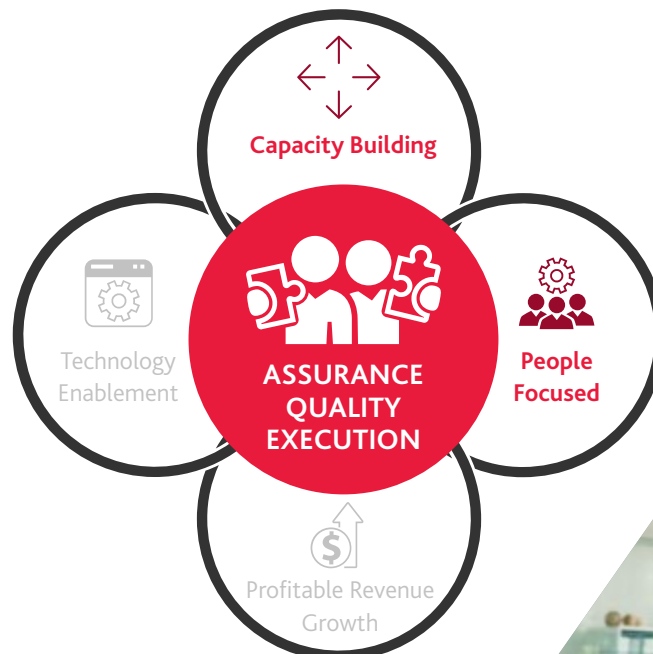 Capacity Building
Technology
Enablement
ASSURANCE
QUALITY
EXECUTION
People
Focused
$
Profitable Revenue
Growth